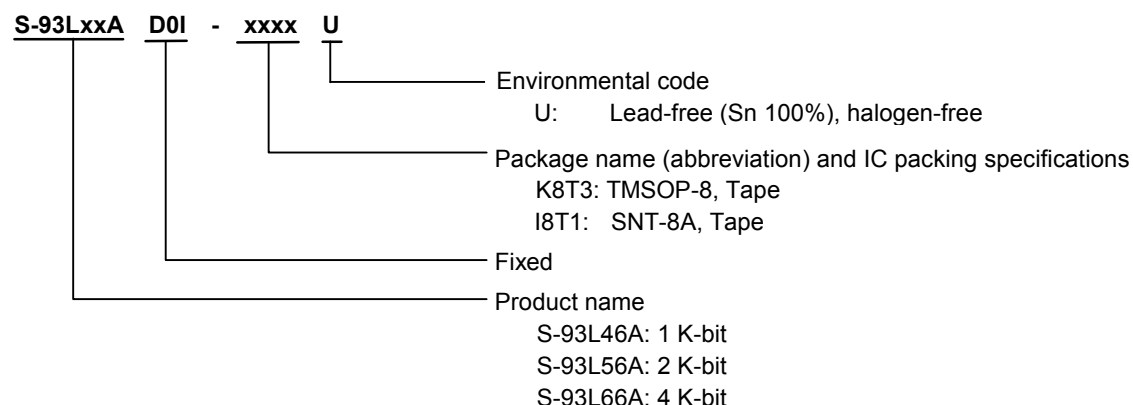 S-93LxxA D0I - xxxx U
Environmental code
U: Lead-free (Sn 100%), halogen-free
Package name (abbreviation) and IC packing specifications
K8T3: TMSOP-8, Tape
I8T1: SNT-8A, Tape
Fixed
Product name
S-93L46A: 1 K-bit
S-93L56A: 2 K-bit
S-93L66A: 4 K-bit